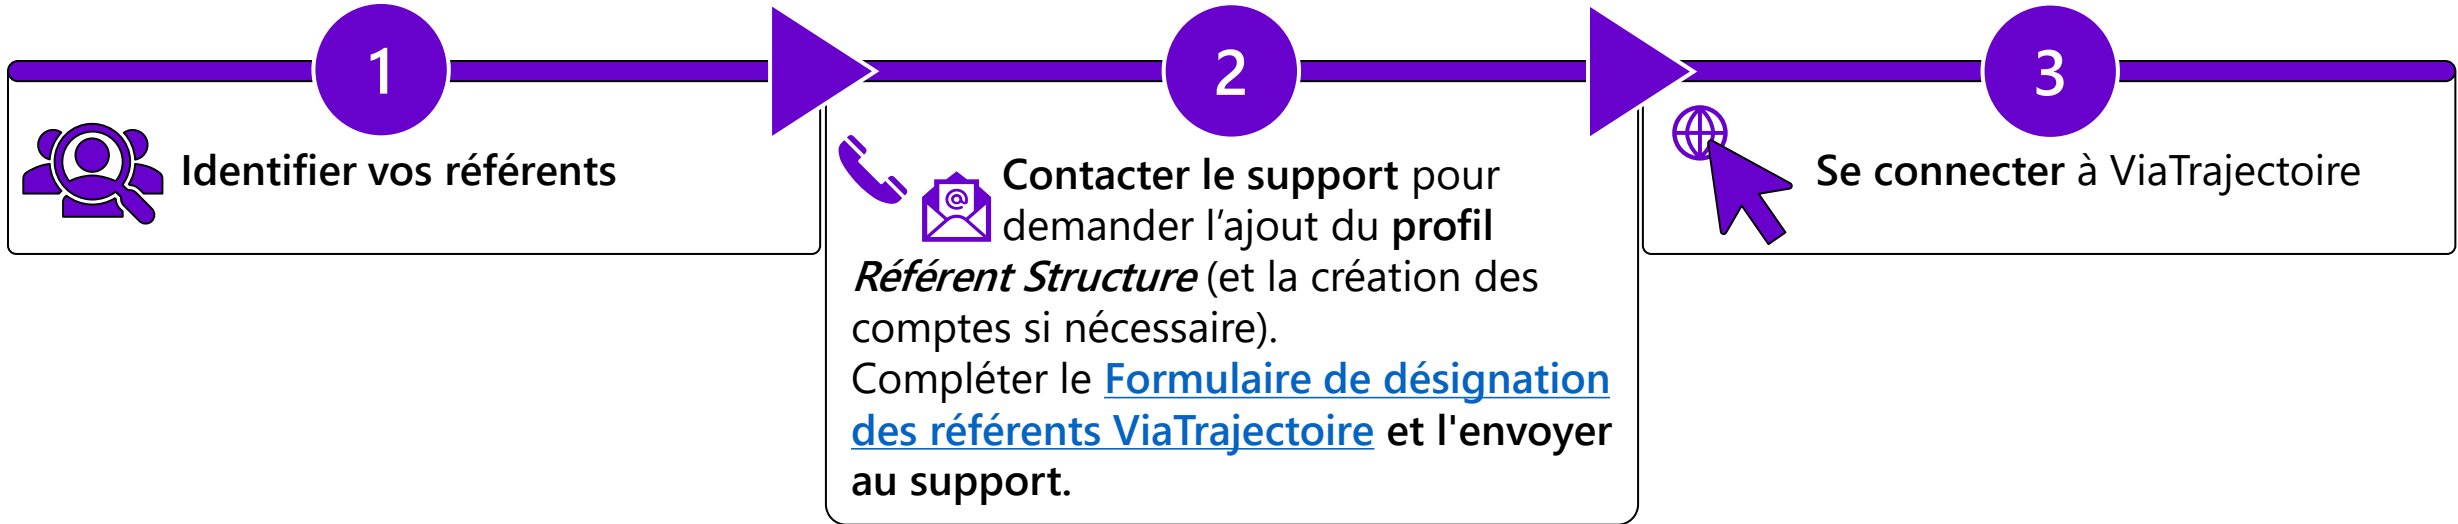 1
Identifier vos référents
2
Contacter le support pour
demander l’ajout du profil
Référent Structure (et la création des
comptes si nécessaire).
Compléter le Formulaire de désignation
des référents ViaTrajectoire et l'envoyer
au support.
3
Se connecter à ViaTrajectoire